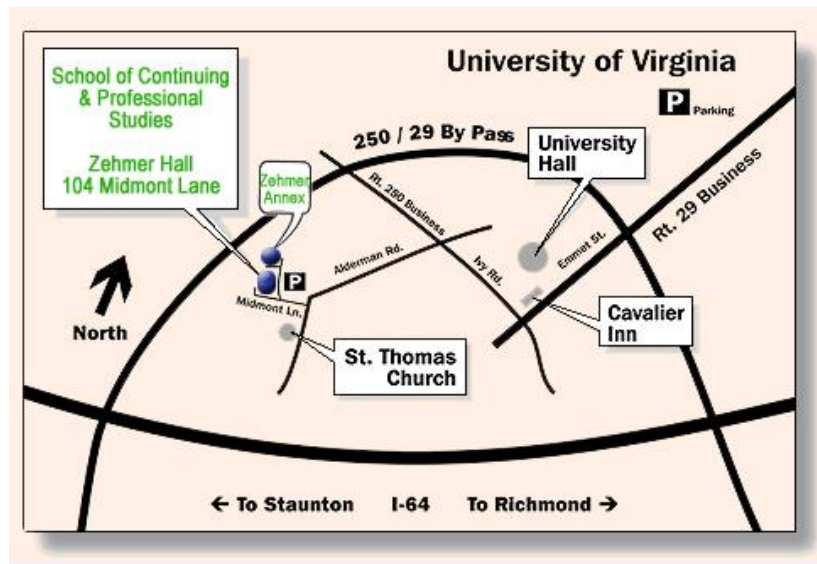 University of Virginia
P Parking
School of Continuing
& Professional
Studies
Zehmer Hall
104 Midmont Lane
Zehmer
Annex
250 / 29 By Pass
University
Hall
Rt. 250 Business
Rt. 29 Business
Alderman Rd.
Ivy Rd.
Emmet St.
P
Midmont Ln.
North
Cavalier
Inn
St. Thomas
Church
← To Staunton I-64 To Richmond →